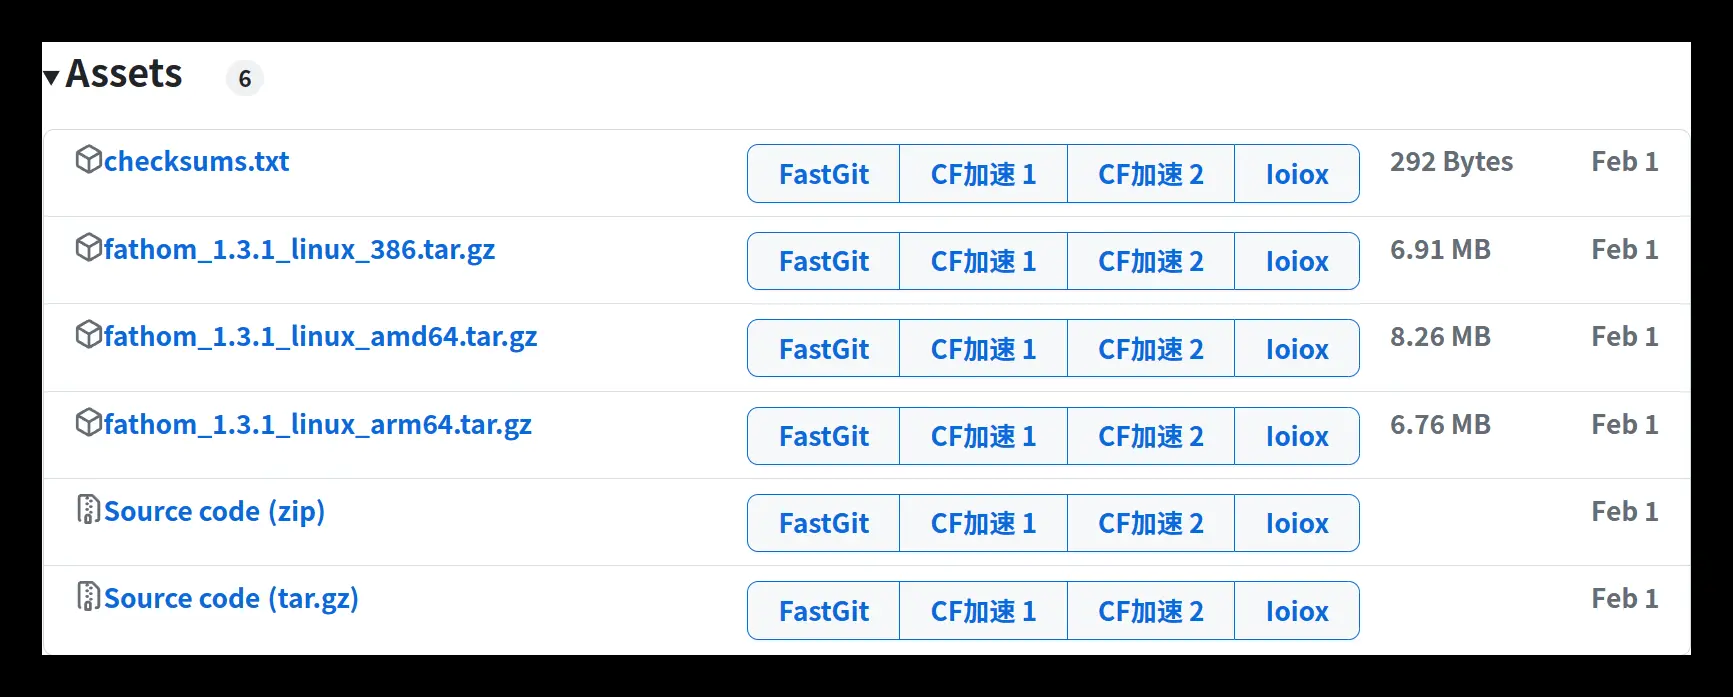 Assets 6
checksums.txt FastGit CF加速 1 CF加速 2 Ioiox 292 Bytes Feb 1
fathom_1.3.1_linux_386.tar.gz FastGit CF加速 1 CF加速 2 Ioiox 6.91 MB Feb 1
fathom_1.3.1_linux_amd64.tar.gz FastGit CF加速 1 CF加速 2 Ioiox 8.26 MB Feb 1
fathom_1.3.1_linux_arm64.tar.gz FastGit CF加速 1 CF加速 2 Ioiox 6.76 MB Feb 1
Source code (zip) FastGit CF加速 1 CF加速 2 Ioiox Feb 1
Source code (tar.gz) FastGit CF加速 1 CF加速 2 Ioiox Feb 1